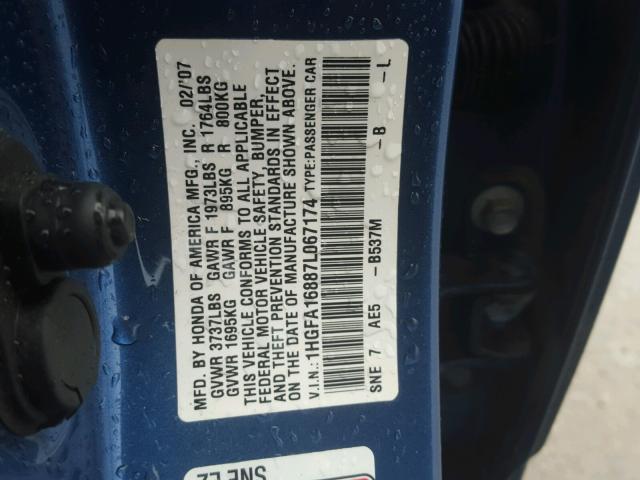 MFD. BY HONDA OF AMERICA MFG., INC. 02/'07
GVWR 3737LBS GAWR F 1973LBS R 1764LBS
GVWR 1695KG GAWR F 895KG R 800KG
THIS VEHICLE CONFORMS TO ALL APPLICABLE
FEDERAL MOTOR VEHICLE SAFETY, BUMPER,
AND THEFT PREVENTION STANDARDS IN EFFECT
ON THE DATE OF MANUFACTURE SHOWN ABOVE.
V.I.N.: 1HGFA16887L067174 TYPE:PASSENGER CAR
SNE 7 AE5 -B537M -B -L